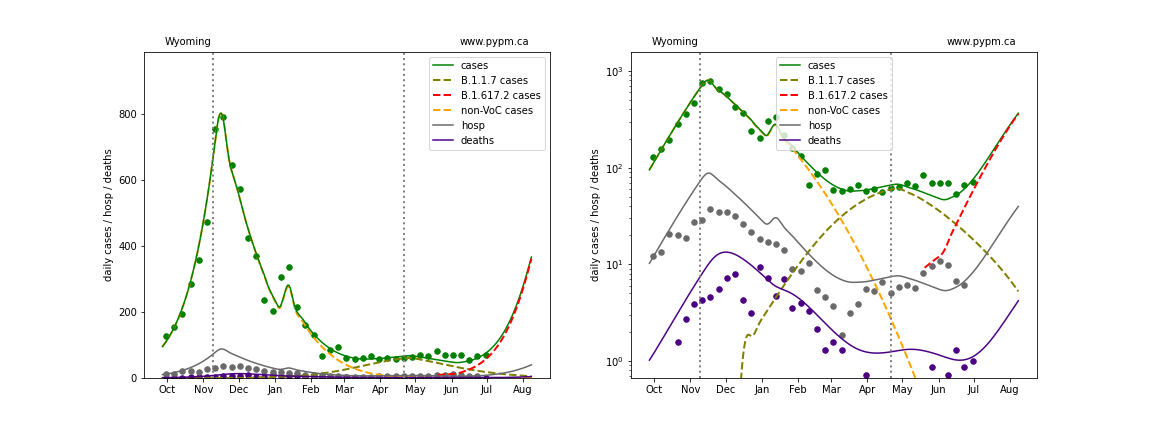 Wyoming
www.pypm.ca
daily cases / hosp / deaths
800
600
400
200
0
Oct
Nov
Dec
Jan
Feb
Mar
Apr
May
Jun
Jul
Aug
cases
B.1.1.7 cases
B.1.617.2 cases
non-VoC cases
hosp
deaths
Wyoming
www.pypm.ca
daily cases / hosp / deaths
10³
10²
10¹
10⁰
Oct
Nov
Dec
Jan
Feb
Mar
Apr
May
Jun
Jul
Aug
cases
B.1.1.7 cases
B.1.617.2 cases
non-VoC cases
hosp
deaths